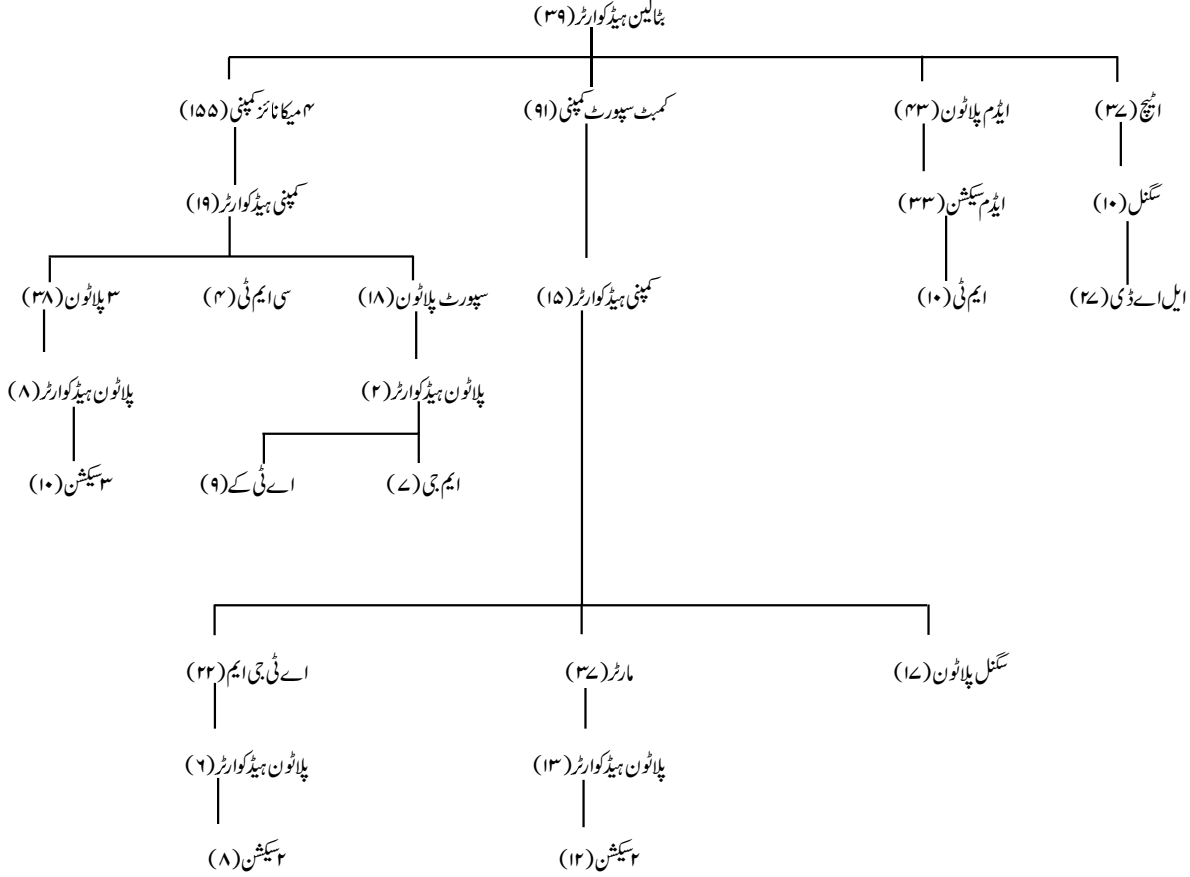 بٹالین ہیڈکوارٹر (۳۹)
اٹیچ (۳۷)
ایڈم پلاٹون (۴۳)
کمبٹ سپورٹ کمپنی (۹۱)
۴ میکانائز کمپنی (۱۵۵)
سگنل (۱۰)
ایڈم سیکشن (۳۳)
کمپنی ہیڈکوارٹر (۱۹)
ایل اے ڈی (۲۷)
ایم ٹی (۱۰)
کمپنی ہیڈکوارٹر (۱۵)
سپورٹ پلاٹون (۱۸)
سی ایم ٹی (۴)
۳ پلاٹون (۳۸)
پلاٹون ہیڈکوارٹر (۲)
پلاٹون ہیڈکوارٹر (۸)
ایم جی (۷)
اے ٹی کے (۹)
۳ سیکشن (۱۰)
سگنل پلاٹون (۱۷)
مارٹر (۳۷)
اے ٹی جی ایم (۲۲)
پلاٹون ہیڈکوارٹر (۱۳)
پلاٹون ہیڈکوارٹر (۶)
۲ سیکشن (۱۲)
۲ سیکشن (۸)